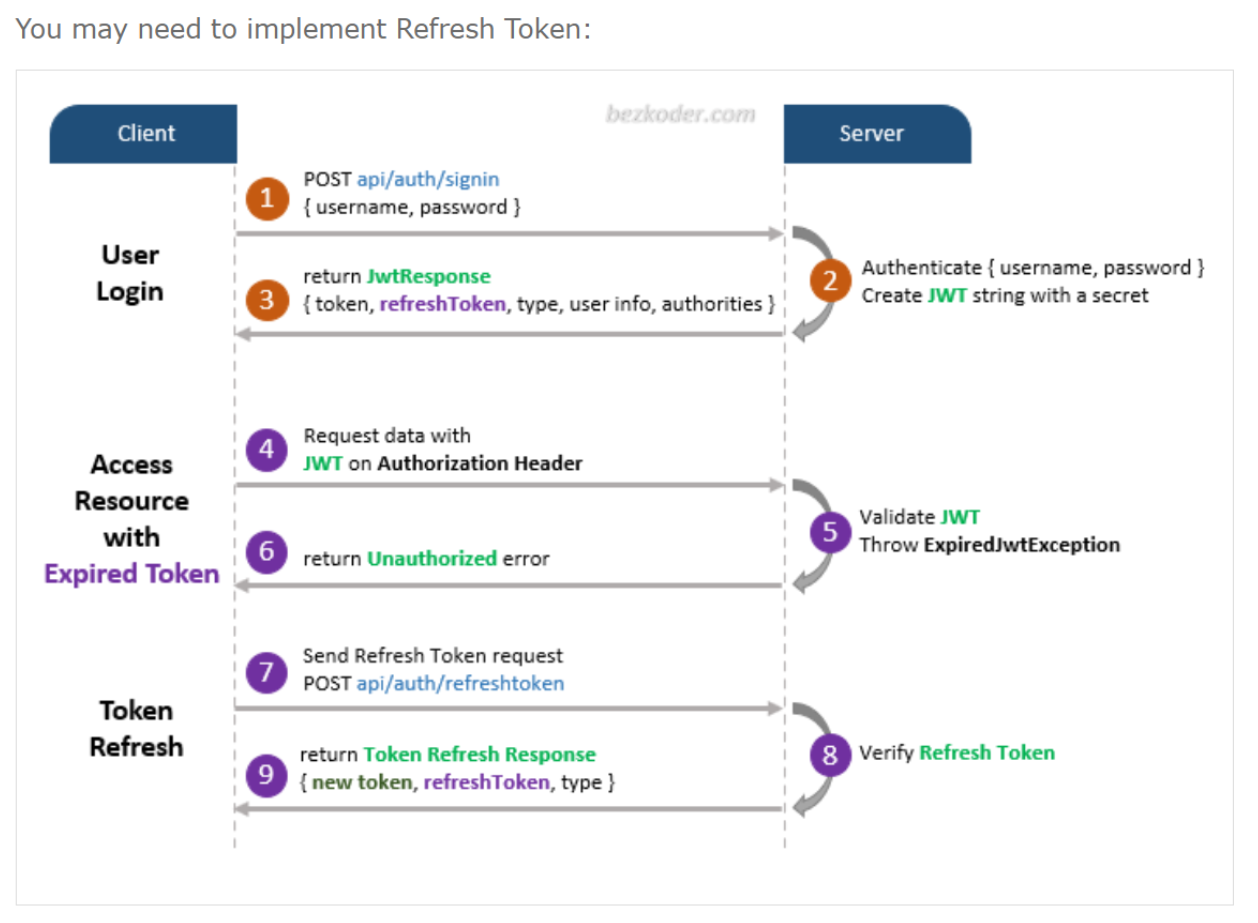 You may need to implement Refresh Token:
bezkoder.com
Client
Server
1
POST api/auth/signin
{ username, password }
User
Login
2
Authenticate { username, password }
Create JWT string with a secret
3
return JwtResponse
{ token, refreshToken, type, user info, authorities }
4
Request data with
JWT on Authorization Header
Access
Resource
with
Expired Token
5
Validate JWT
Throw ExpiredJwtException
6
return Unauthorized error
7
Send Refresh Token request
POST api/auth/refreshtoken
Token
Refresh
8
Verify Refresh Token
9
return Token Refresh Response
{ new token, refreshToken, type }